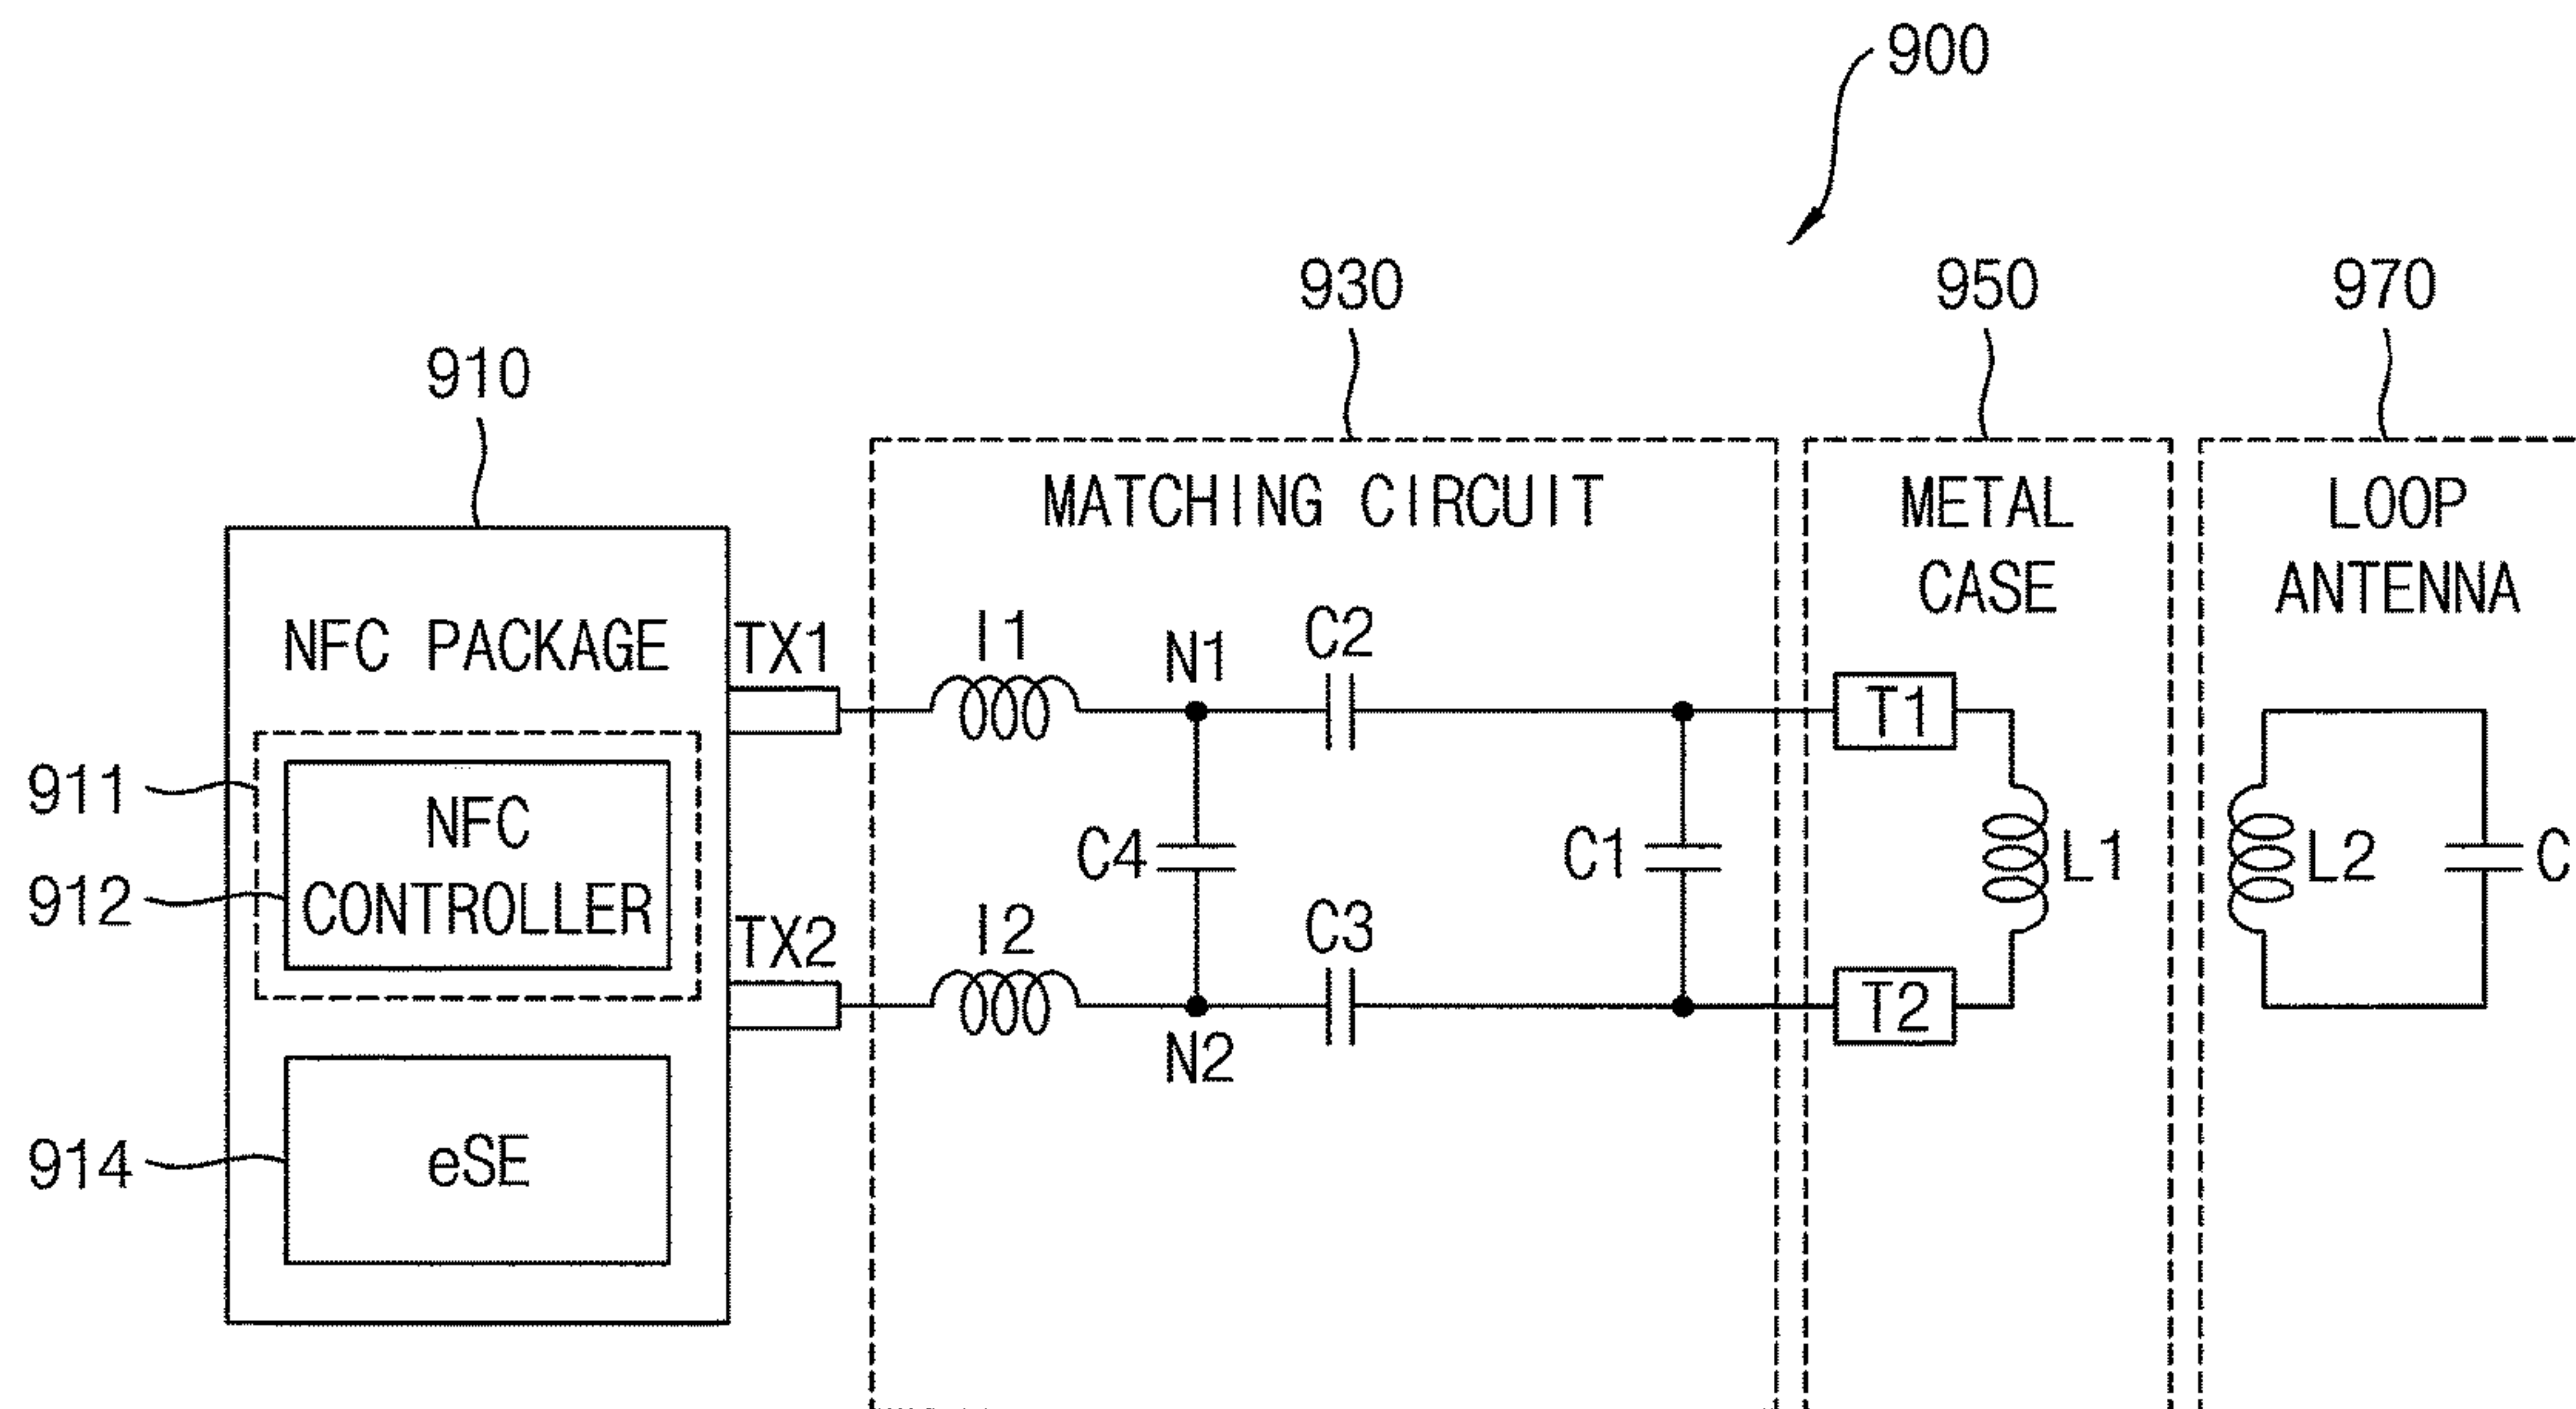 900
930
950
970
910
MATCHING CIRCUIT
METAL
CASE
LOOP
ANTENNA
NFC PACKAGE
TX1
I1
N1
C2
T1
911
NFC
CONTROLLER
912
C4
C1
L1
L2
C
TX2
I2
C3
T2
N2
914
eSE